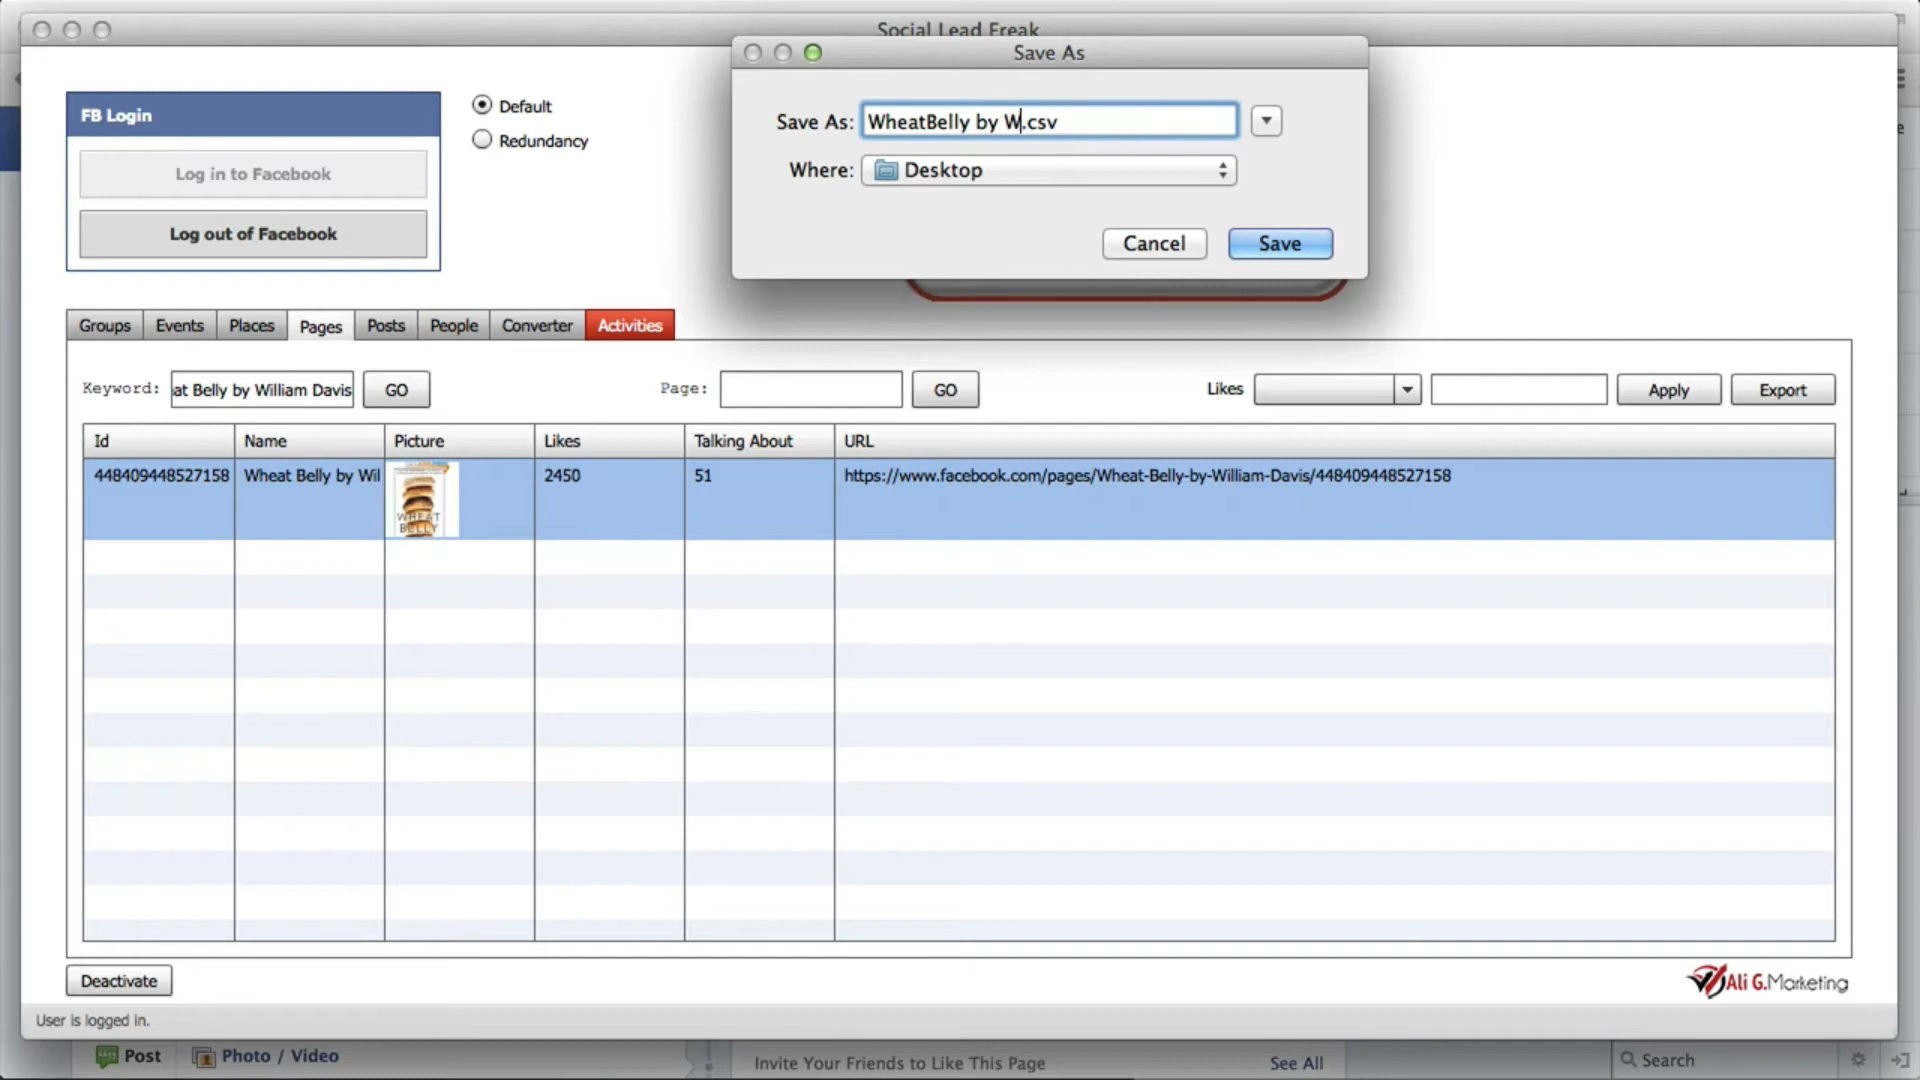 Social Lead Freak
Save As
Save As: WheatBelly by W.csv
Where: Desktop
Cancel
Save
FB Login
Log in to Facebook
Log out of Facebook
Default
Redundancy
Groups
Events
Places
Pages
Posts
People
Converter
Activities
Keyword: at Belly by William Davis GO
Page: GO
Likes Apply Export
Id Name Picture Likes Talking About URL
448409448527158 Wheat Belly by Wil 2450 51 https://www.facebook.com/pages/Wheat-Belly-by-William-Davis/448409448527158
WHEAT
BELLY
Deactivate
Ali G.Marketing
User is logged in.
Post Photo / Video Invite Your Friends to Like This Page See All Search